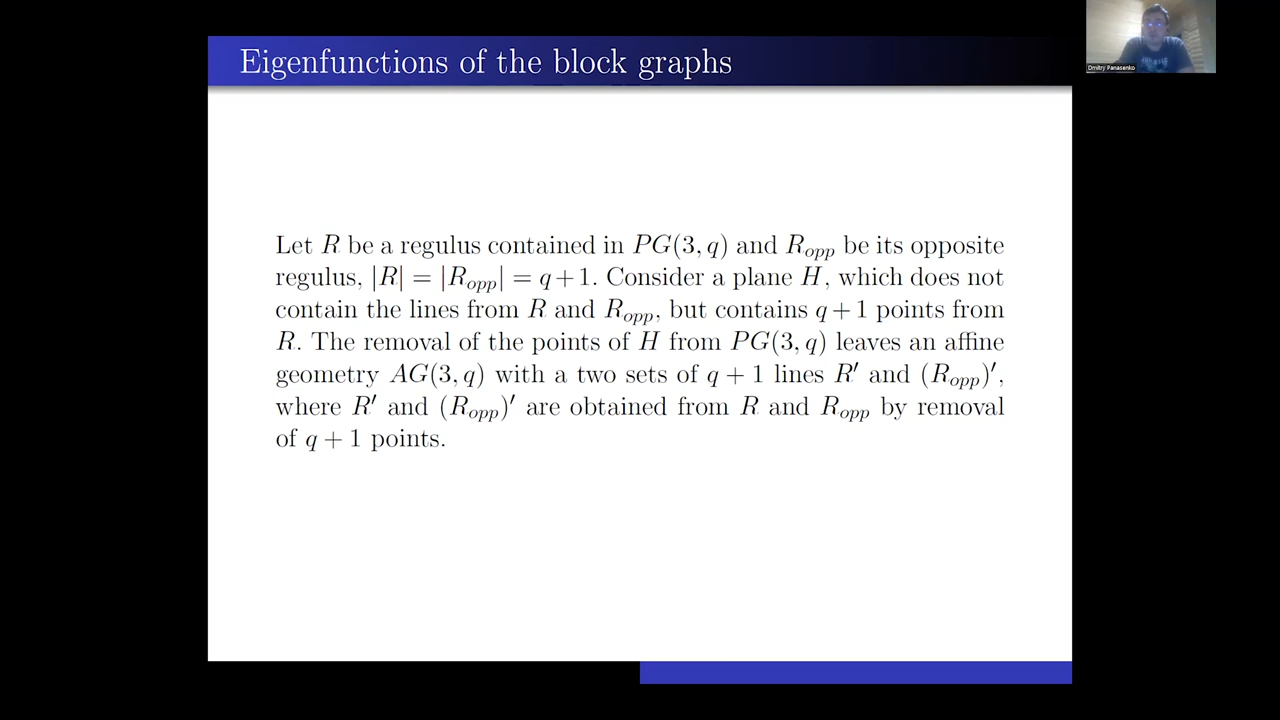 Eigenfunctions of the block graphs
Dmitry Panasenko
Let R be a regulus contained in PG(3, q) and R_opp be its opposite
regulus, |R| = |R_opp| = q + 1. Consider a plane H, which does not
contain the lines from R and R_opp, but contains q + 1 points from
R. The removal of the points of H from PG(3, q) leaves an affine
geometry AG(3, q) with a two sets of q + 1 lines R′ and (R_opp)′,
where R′ and (R_opp)′ are obtained from R and R_opp by removal
of q + 1 points.